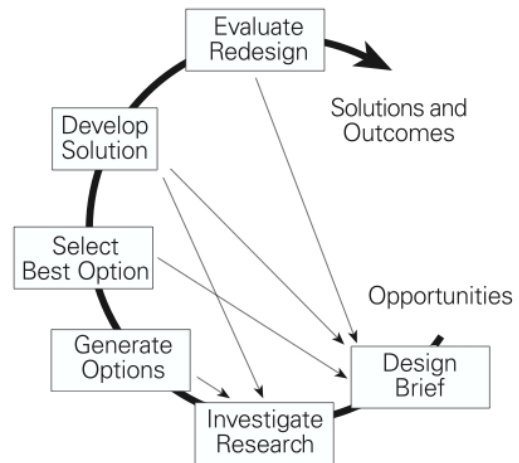 Evaluate
Redesign
Solutions and
Outcomes
Develop
Solution
Select
Best Option
Opportunities
Generate
Options
Design
Brief
Investigate
Research